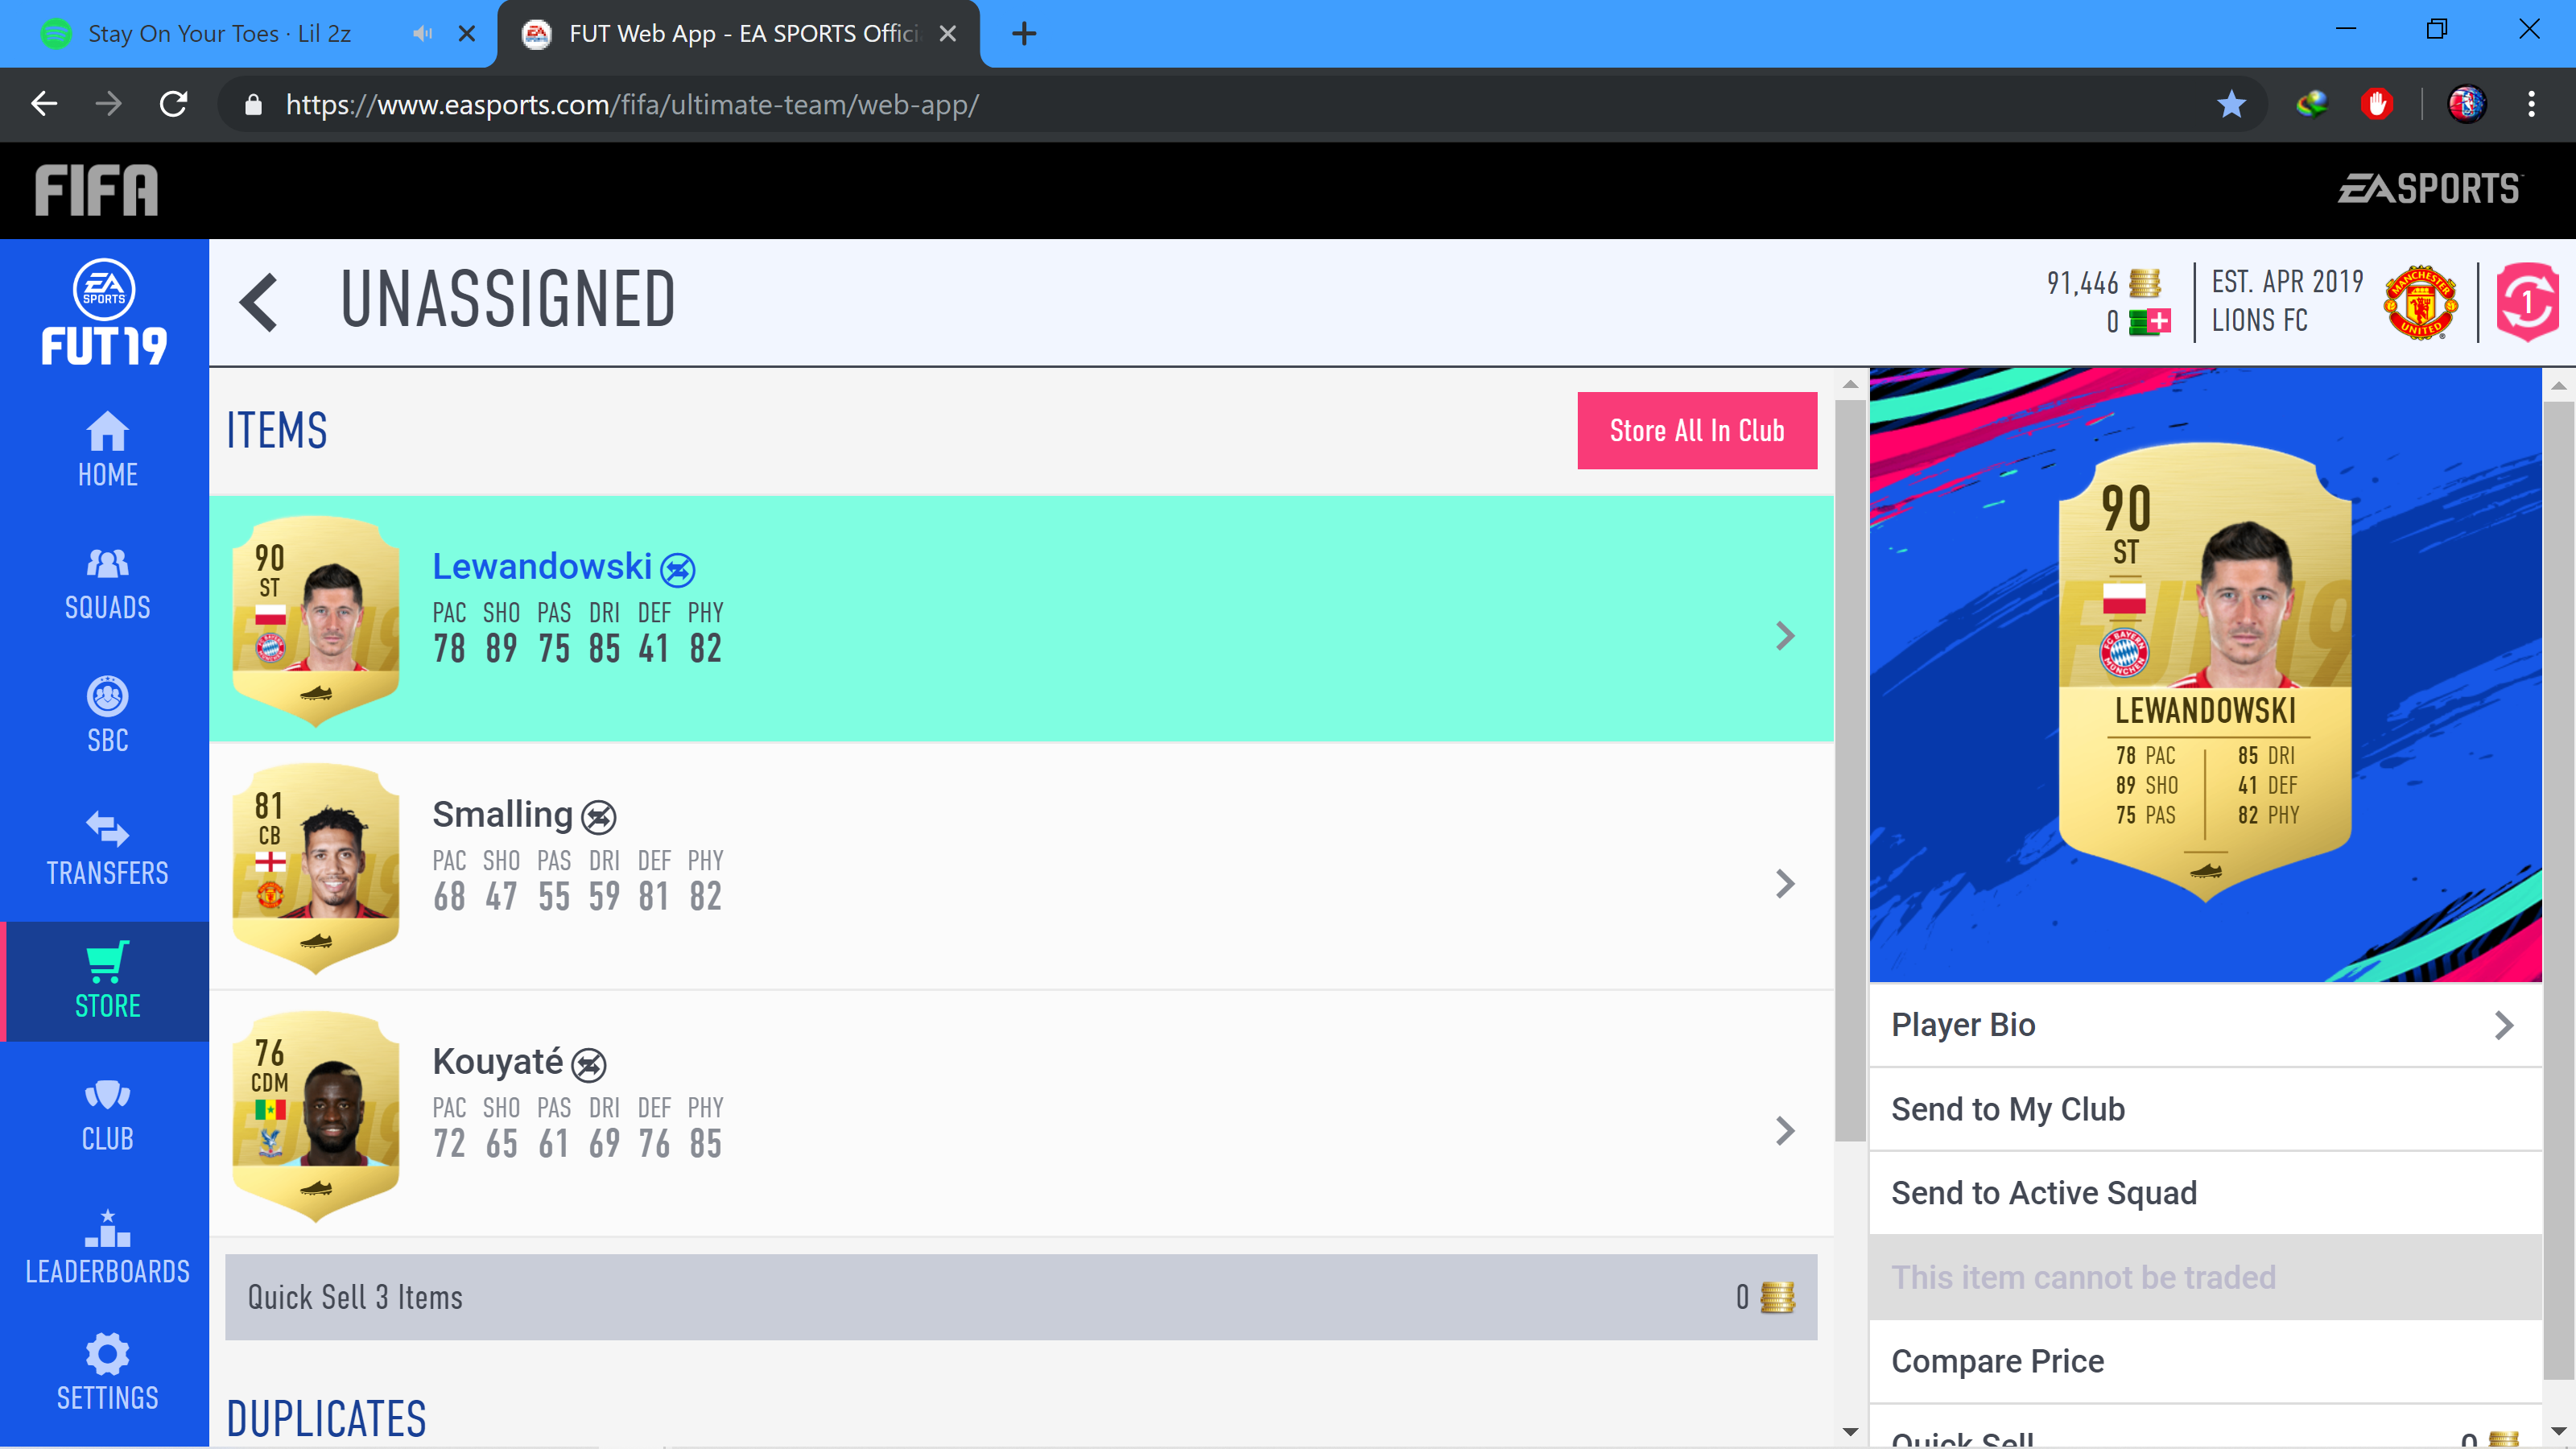 Stay On Your Toes · Lil 2z
FUT Web App - EA SPORTS Offici
https://www.easports.com/fifa/ultimate-team/web-app/
FIFA
EA SPORTS
EA SPORTS
FUT 19
HOME
SQUADS
SBC
TRANSFERS
STORE
CLUB
LEADERBOARDS
SETTINGS
UNASSIGNED
91,446
0
EST. APR 2019
LIONS FC
MANCHESTER
UNITED
1
ITEMS
Store All In Club
90
ST
Lewandowski
PAC SHO PAS DRI DEF PHY
78 89 75 85 41 82
81
CB
Smalling
PAC SHO PAS DRI DEF PHY
68 47 55 59 81 82
76
CDM
Kouyaté
PAC SHO PAS DRI DEF PHY
72 65 61 69 76 85
Quick Sell 3 Items
0
DUPLICATES
90
ST
FC BAYERN
MÜNCHEN
FUT19
LEWANDOWSKI
78 PAC 85 DRI
89 SHO 41 DEF
75 PAS 82 PHY
Player Bio
Send to My Club
Send to Active Squad
This item cannot be traded
Compare Price
Quick Sell
0